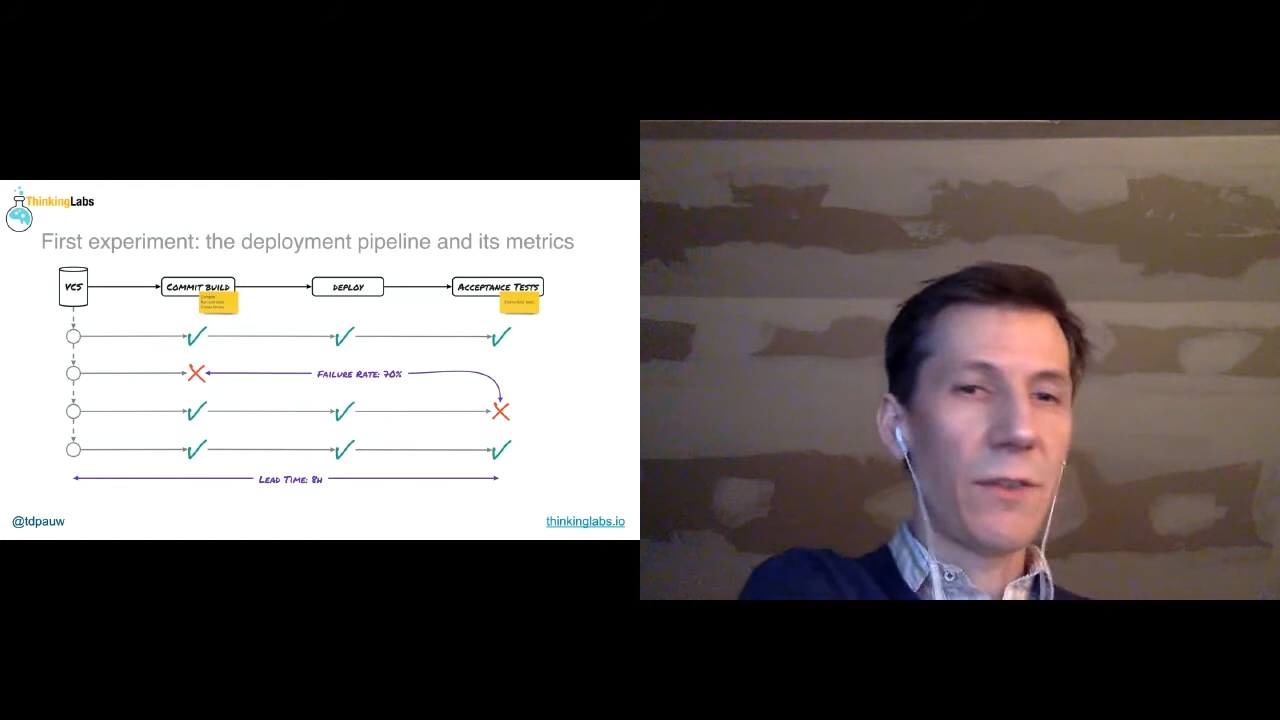 ThinkingLabs
First experiment: the deployment pipeline and its metrics
VCS
COMMIT BUILD
DEPLOY
ACCEPTANCE TESTS
FAILURE RATE: 70%
LEAD TIME: 8H
@tdpauw
thinkinglabs.io